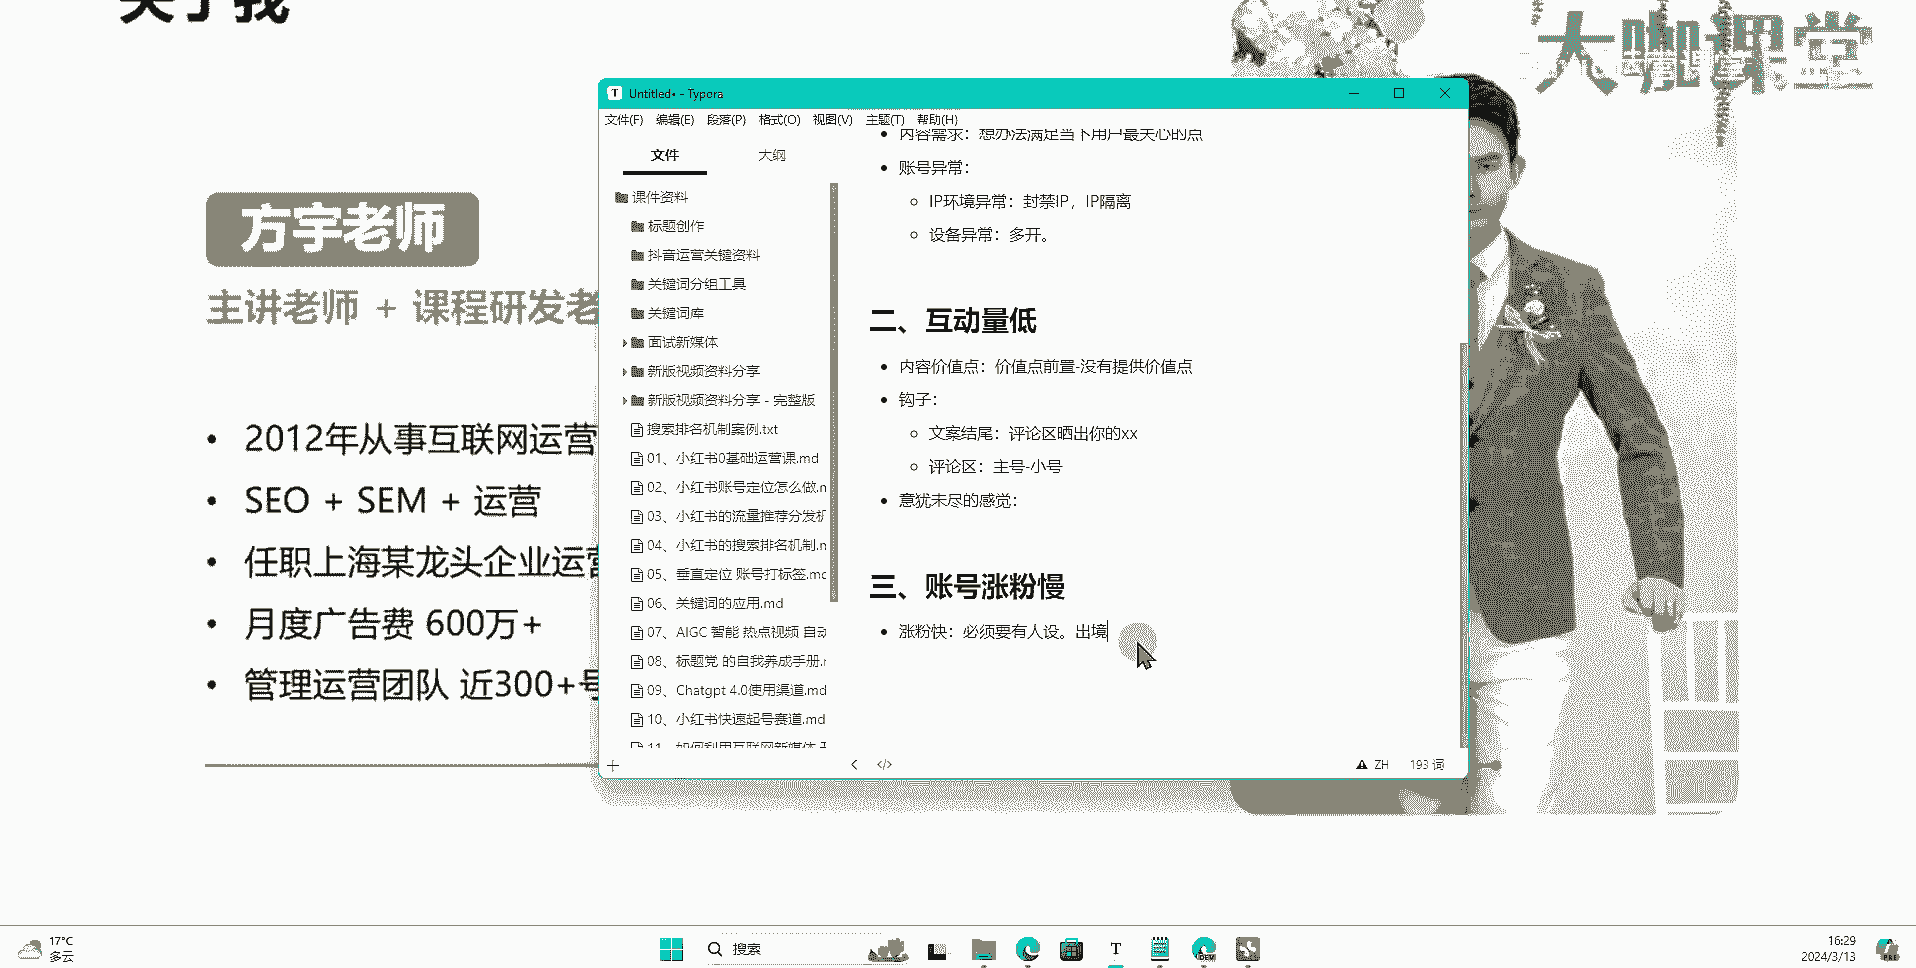 关于我
大咖课堂
方宇老师
主讲老师 + 课程研发老
2012年从事互联网运营
SEO + SEM + 运营
任职上海某龙头企业运营
月度广告费 600万+
管理运营团队 近300+号
Untitled• - Typora
文件(F) 编辑(E) 段落(P) 格式(O) 视图(V) 主题(T) 帮助(H)
文件 大纲
课件资料
标题创作
抖音运营关键资料
关键词分组工具
关键词库
面试新媒体
新版视频资料分享
新版视频资料分享 - 完整版
搜索排名机制案例.txt
01、小红书0基础运营课.md
02、小红书账号定位怎么做.m
03、小红书的流量推荐分发机
04、小红书的搜索排名机制.m
05、垂直定位 账号打标签.md
06、关键词的应用.md
07、AIGC 智能 热点视频 自动
08、标题党 的自我养成手册.m
09、Chatgpt 4.0使用渠道.md
10、小红书快速起号赛道.md
11、如何利用互联网新媒体
内容需求：想办法满足当下用户最关心的点
账号异常：
IP环境异常：封禁IP，IP隔离
设备异常：多开。
二、互动量低
内容价值点：价值点前置-没有提供价值点
钩子：
文案结尾：评论区晒出你的xx
评论区：主号-小号
意犹未尽的感觉：
三、账号涨粉慢
涨粉快：必须要有人设。出境
ZH 193 词
17°C
多云
搜索
16:29
2024/3/13